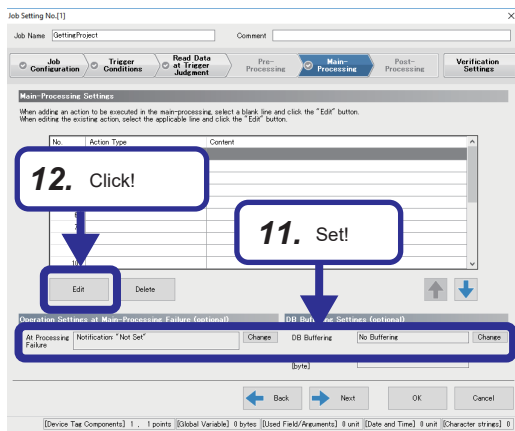 Job Setting No.[1]
Job Name GettingProject Comment
Job Configuration
Trigger Conditions
Read Data at Trigger Judgment
Pre-Processing
Main-Processing
Post-Processing
Verification Settings
Main-Processing Settings
When adding an action to be executed in the main-processing, select a blank line and click the "Edit" button.
When editing the existing action, select the applicable line and click the "Edit" button.
No. Action Type Content
12. Click!
11. Set!
Edit Delete
Operation Settings at Main-Processing Failure (optional) DB Buffering Settings (optional)
At Processing Failure Notification: "Not Set" Change DB Buffering No Buffering Change
[byte]
Back Next OK Cancel
[Device Tag Components] 1 , 1 points [Global Variable] 0 bytes [Used Field/Arguments] 0 unit [Date and Time] 0 unit [Character strings] 0